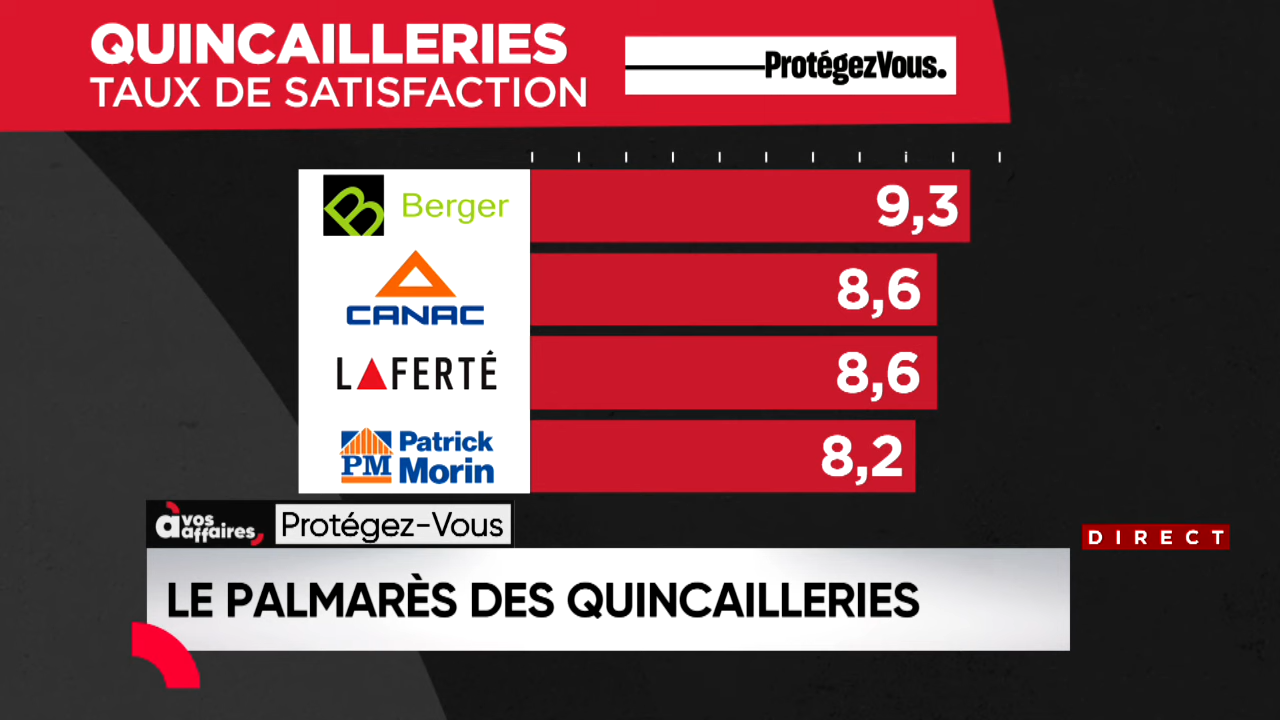 QUINCAILLERIES
TAUX DE SATISFACTION
ProtégezVous.
Berger
9,3
CANAC
8,6
LAFERTÉ
8,6
PM
Patrick
Morin
8,2
à vos
affaires
Protégez-Vous
DIRECT
LE PALMARÈS DES QUINCAILLERIES